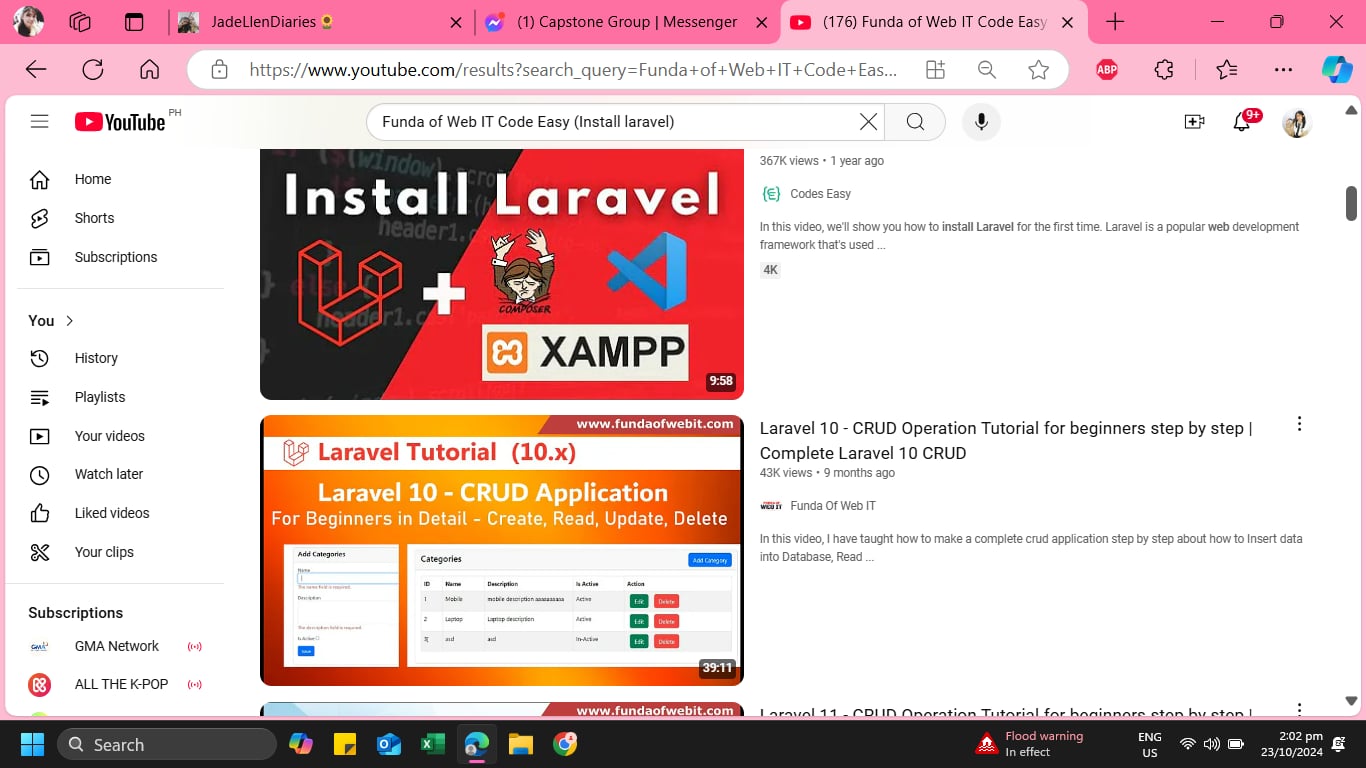 JadeLlenDiaries🌻
(1) Capstone Group | Messenger
(176) Funda of Web IT Code Easy
https://www.youtube.com/results?search_query=Funda+of+Web+IT+Code+Eas...
ABP
YouTube PH
Funda of Web IT Code Easy (Install laravel)
9+
Home
Shorts
Subscriptions
You
History
Playlists
Your videos
Watch later
Liked videos
Your clips
Subscriptions
GMA Network
ALL THE K-POP
Install Laravel
COMPOSER
XAMPP
9:58
367K views • 1 year ago
Codes Easy
In this video, we'll show you how to install Laravel for the first time. Laravel is a popular web development
framework that's used ...
4K
www.fundaofwebit.com
Laravel Tutorial (10.x)
Laravel 10 - CRUD Application
For Beginners in Detail - Create, Read, Update, Delete
Add Categories
Name
The name field is required.
Description
The description field is required.
Is Active
Save
Categories
Add Category
ID Name Description Is Active Action
1 Mobile mobile description aaaaaaaaaa Active Edit Delete
2 Laptop Laptop description Active Edit Delete
3 asd asd In-Active Edit Delete
39:11
Laravel 10 - CRUD Operation Tutorial for beginners step by step |
Complete Laravel 10 CRUD
43K views • 9 months ago
Funda Of Web IT
In this video, I have taught how to make a complete crud application step by step about how to Insert data
into Database, Read ...
www.fundaofwebit.com
Laravel 11 - CRUD Operation Tutorial for beginners step by step |
Search
Flood warning
In effect
ENG
US
2:02 pm
23/10/2024